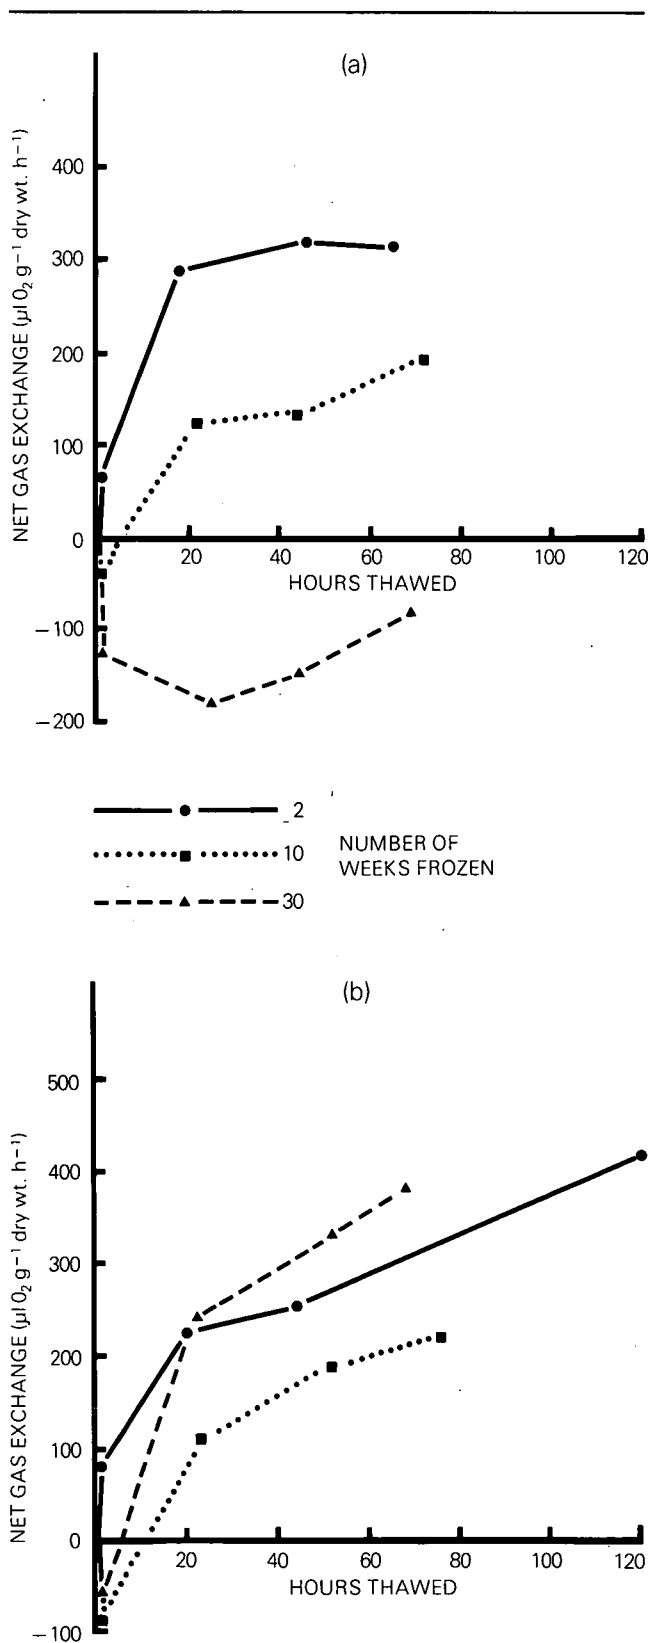 (a)
NET GAS EXCHANGE (μl O₂ g⁻¹ dry wt. h⁻¹)
400
300
200
100
0
−100
−200
20 40 60 80 100 120
HOURS THAWED
2
10
30
NUMBER OF
WEEKS FROZEN
(b)
NET GAS EXCHANGE (μl O₂ g⁻¹ dry wt. h⁻¹)
500
400
300
200
100
0
−100
20 40 60 80 100 120
HOURS THAWED